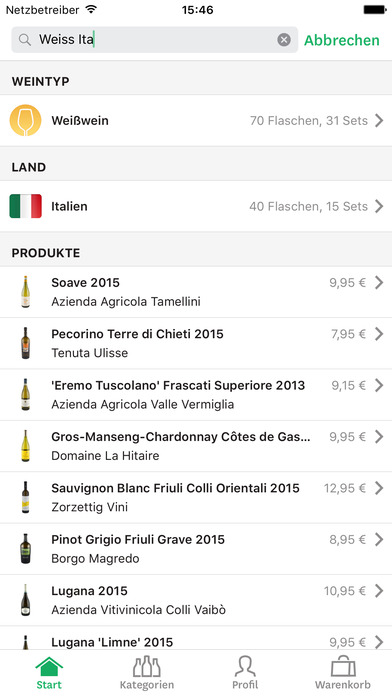 Netzbetreiber 15:46
Weiss Ita Abbrechen
WEINTYP
Weißwein 70 Flaschen, 31 Sets
LAND
Italien 40 Flaschen, 15 Sets
PRODUKTE
Soave 2015 9,95 €
Azienda Agricola Tamellini
Pecorino Terre di Chieti 2015 7,95 €
Tenuta Ulisse
'Eremo Tuscolano' Frascati Superiore 2013 9,15 €
Azienda Agricola Valle Vermiglia
Gros-Manseng-Chardonnay Côtes de Gas... 9,95 €
Domaine La Hitaire
Sauvignon Blanc Friuli Colli Orientali 2015 12,95 €
Zorzettig Vini
Pinot Grigio Friuli Grave 2015 8,95 €
Borgo Magredo
Lugana 2015 10,95 €
Azienda Vitivinicola Colli Vaibò
Lugana 'Limne' 2015 9,95 €
Start Kategorien Profil Warenkorb